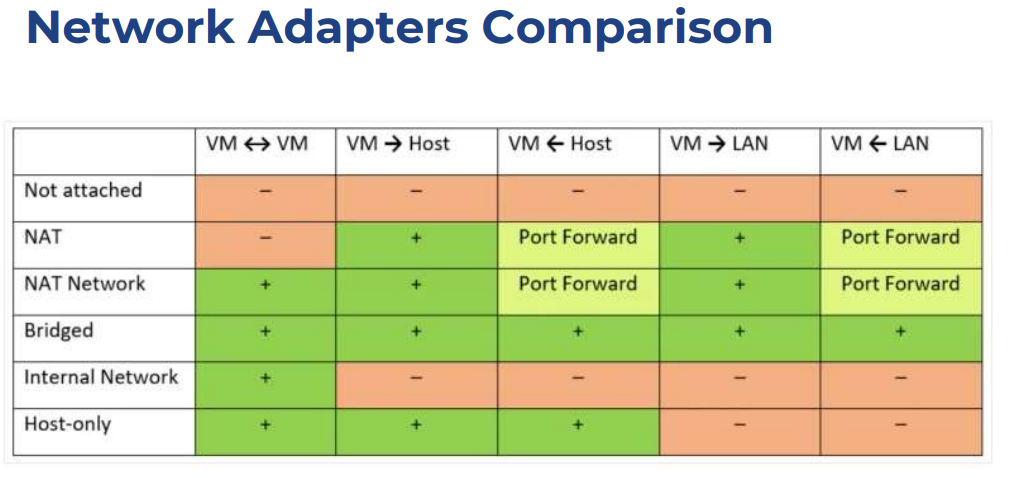 Network Adapters Comparison
VM ↔ VM VM → Host VM ← Host VM → LAN VM ← LAN
Not attached – – – – –
NAT – + Port Forward + Port Forward
NAT Network + + Port Forward + Port Forward
Bridged + + + + +
Internal Network + – – – –
Host-only + + + – –